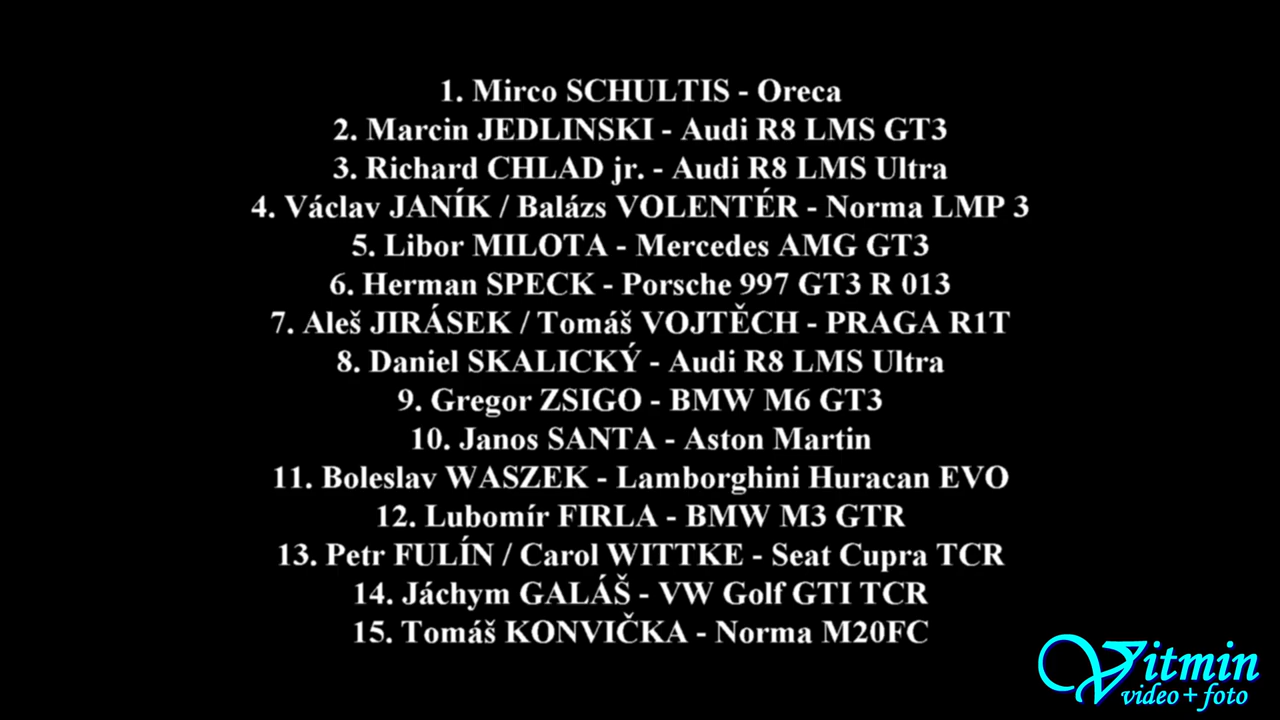 1. Mirco SCHULTIS - Oreca
2. Marcin JEDLINSKI - Audi R8 LMS GT3
3. Richard CHLAD jr. - Audi R8 LMS Ultra
4. Václav JANÍK / Balázs VOLENTÉR - Norma LMP 3
5. Libor MILOTA - Mercedes AMG GT3
6. Herman SPECK - Porsche 997 GT3 R 013
7. Aleš JIRÁSEK / Tomáš VOJTĚCH - PRAGA R1T
8. Daniel SKALICKÝ - Audi R8 LMS Ultra
9. Gregor ZSIGO - BMW M6 GT3
10. Janos SANTA - Aston Martin
11. Boleslav WASZEK - Lamborghini Huracan EVO
12. Lubomír FIRLA - BMW M3 GTR
13. Petr FULÍN / Carol WITTKE - Seat Cupra TCR
14. Jáchym GALÁŠ - VW Golf GTI TCR
15. Tomáš KONVIČKA - Norma M20FC
Vitmin
video + foto